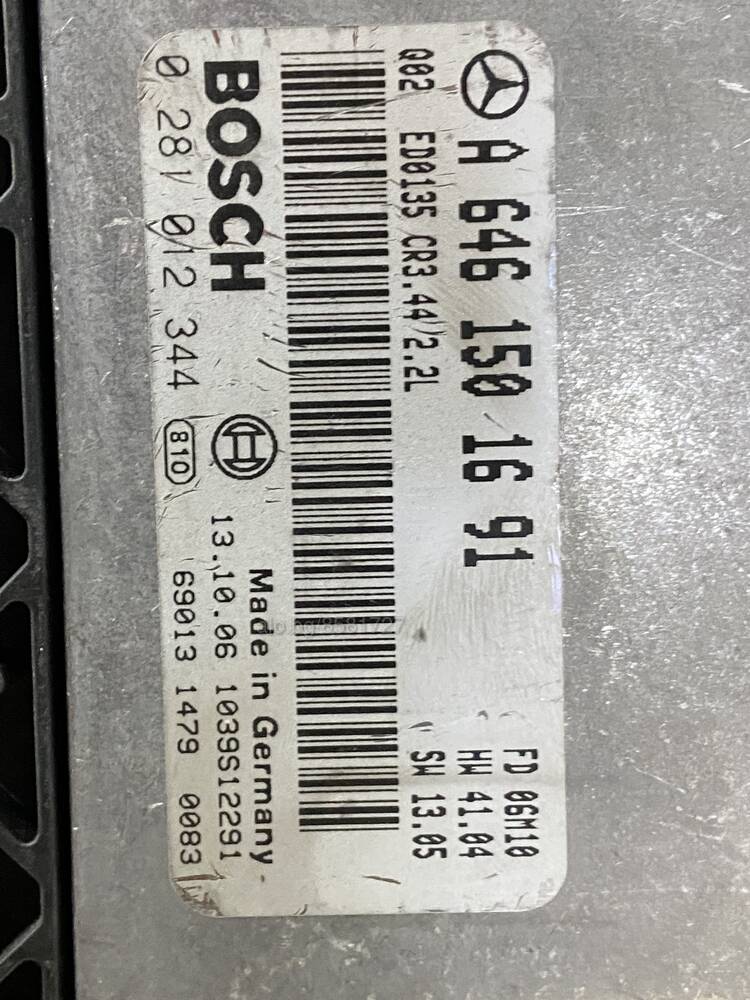 A 646 150 16 91
FD 06M10
HW 41.04
SW 13.05
Q02 ED0135 CR3.44/2.2L
BOSCH
Made in Germany
0 281 012 344
810
13.10.06 1039S12291
69013 1479 0083